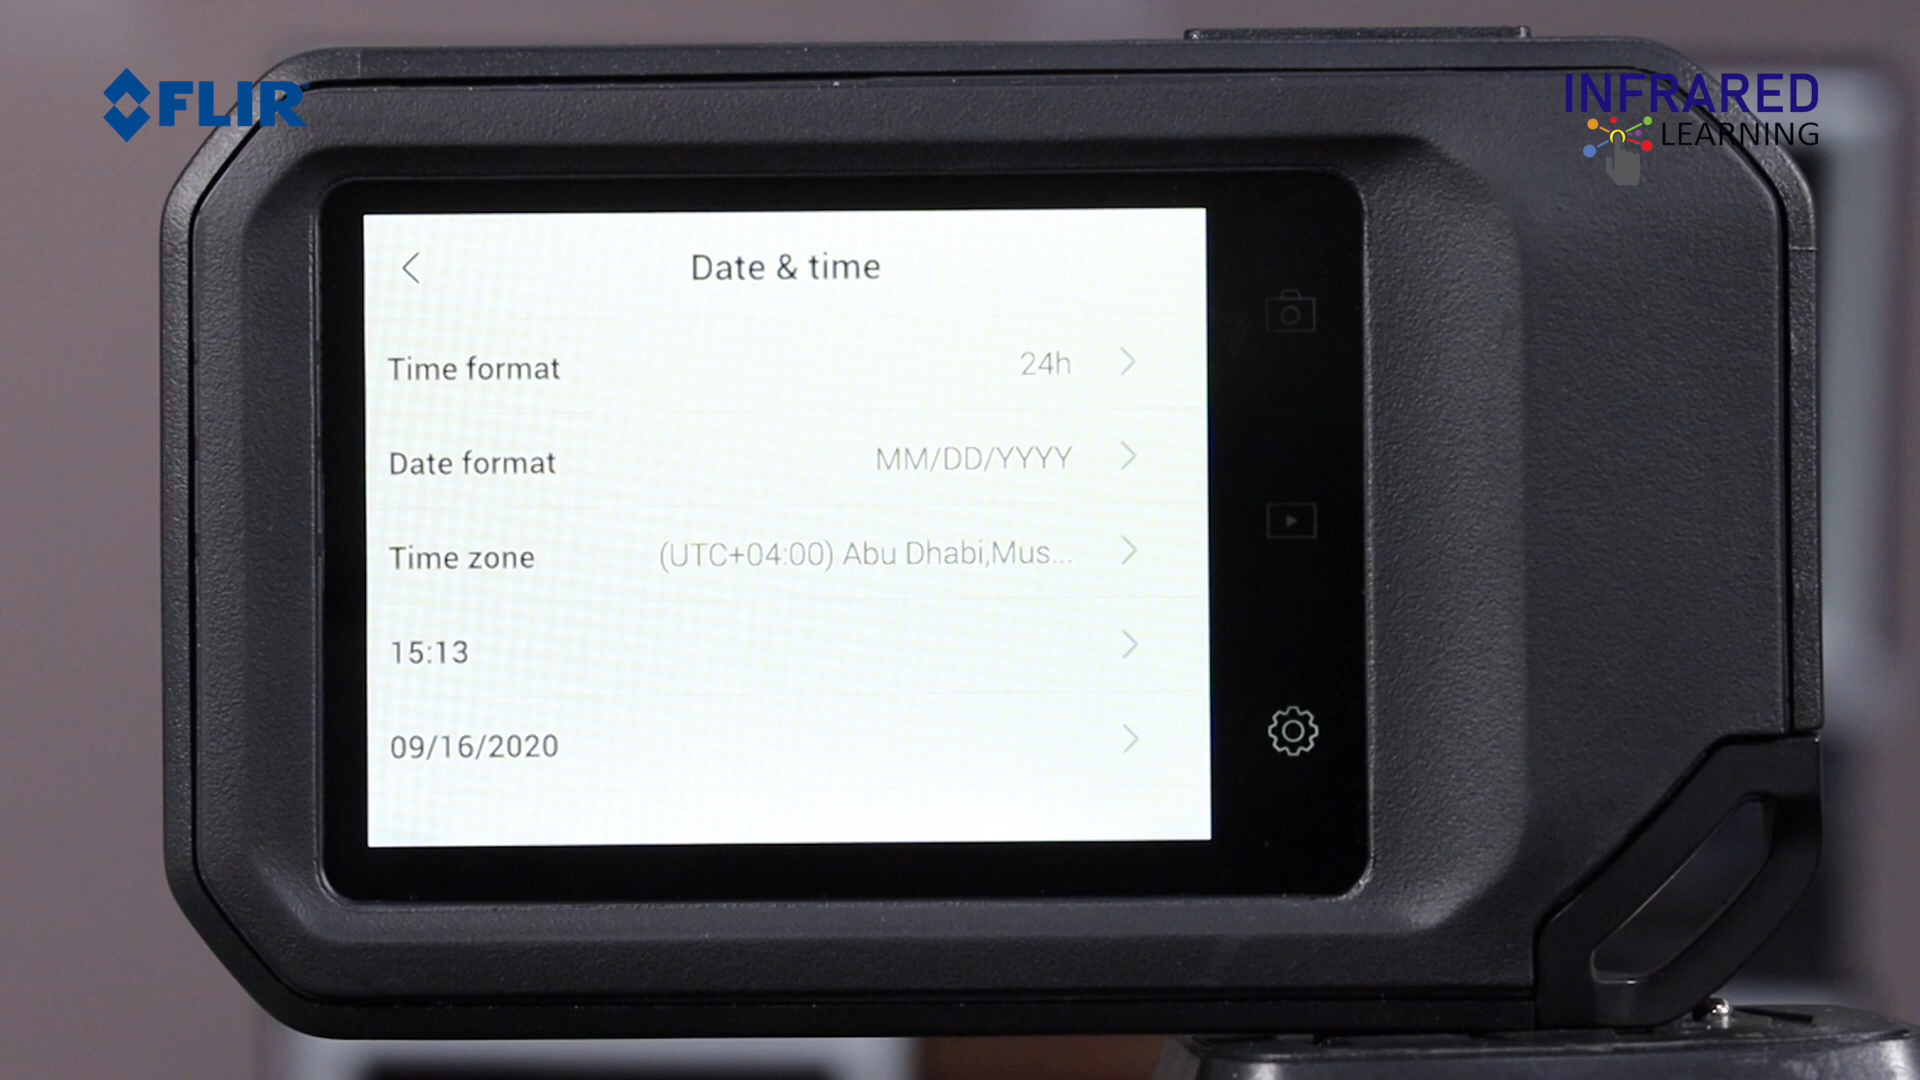 FLIR
INFRARED
LEARNING
Date & time
Time format 24h
Date format MM/DD/YYYY
Time zone (UTC+04:00) Abu Dhabi,Mus...
15:13
09/16/2020